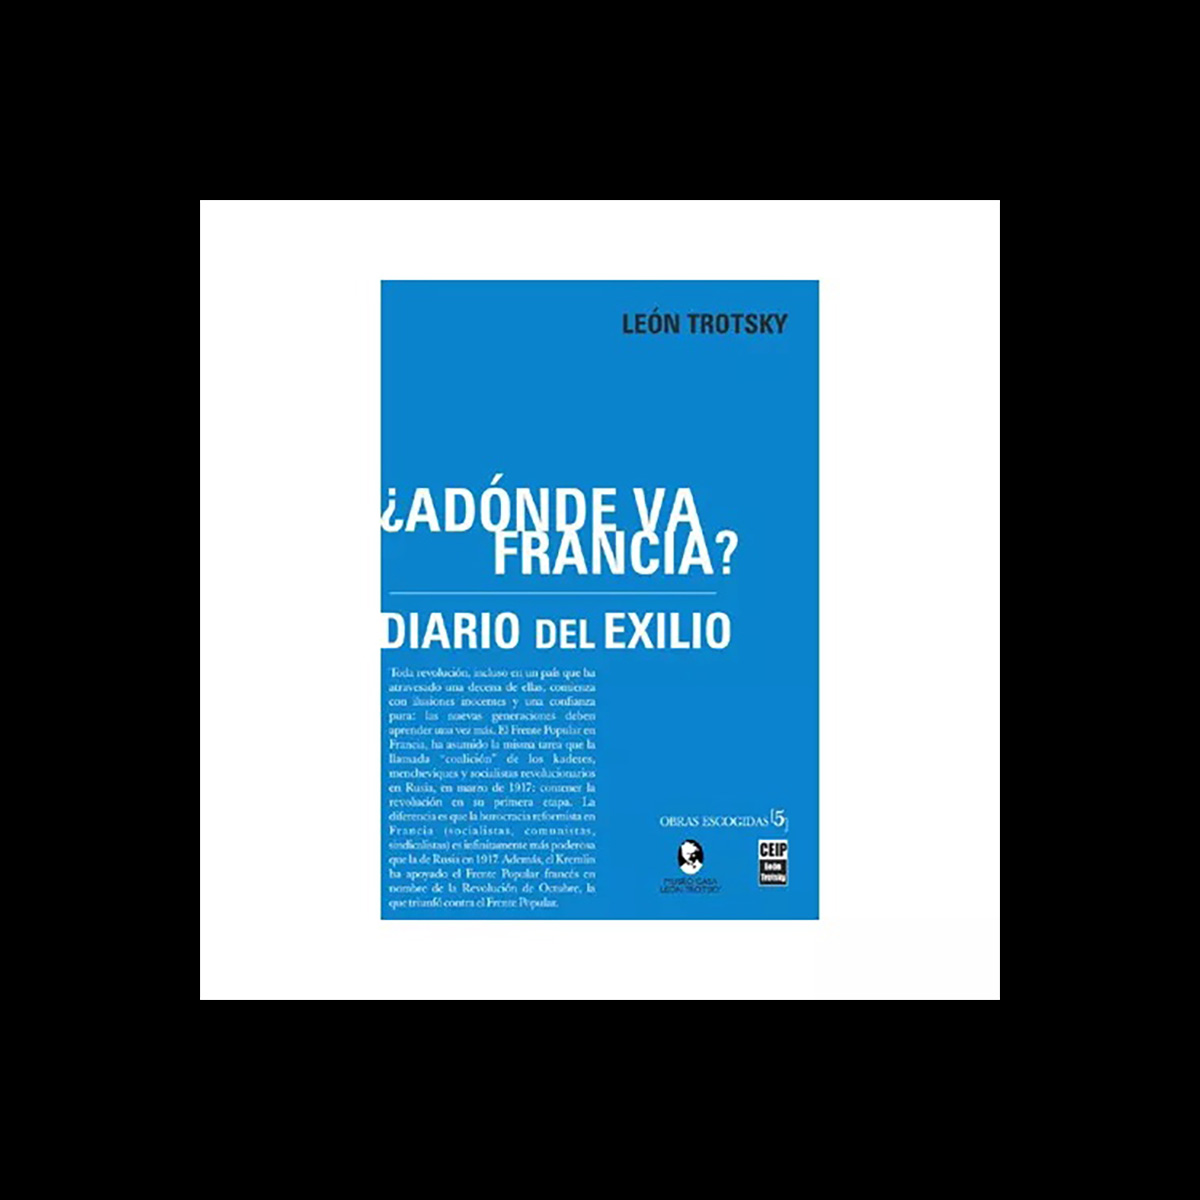 LEÓN TROTSKY
¿ADÓNDE VA
FRANCIA?
DIARIO DEL EXILIO
Toda revolución, incluso en un país que ha
atravesado una decena de ellas, comienza
con ilusiones inocentes y una confianza
pura: las nuevas generaciones deben
aprender una vez más. El Frente Popular en
Francia, ha asumido la misma tarea que la
llamada "coalición" de los kadetes,
mencheviques y socialistas revolucionarios
en Rusia, en marzo de 1917: contener la
revolución en su primera etapa. La
diferencia es que la burocracia reformista en
Francia (socialistas, comunistas,
sindicalistas) es infinitamente más poderosa
que la de Rusia en 1917. Además, el Kremlin
ha apoyado el Frente Popular francés en
nombre de la Revolución de Octubre, la
que triunfó contra el Frente Popular.
OBRAS ESCOGIDAS [5]
MUSEO CASA
LEÓN TROTSKY
CEIP
León
Trotsky